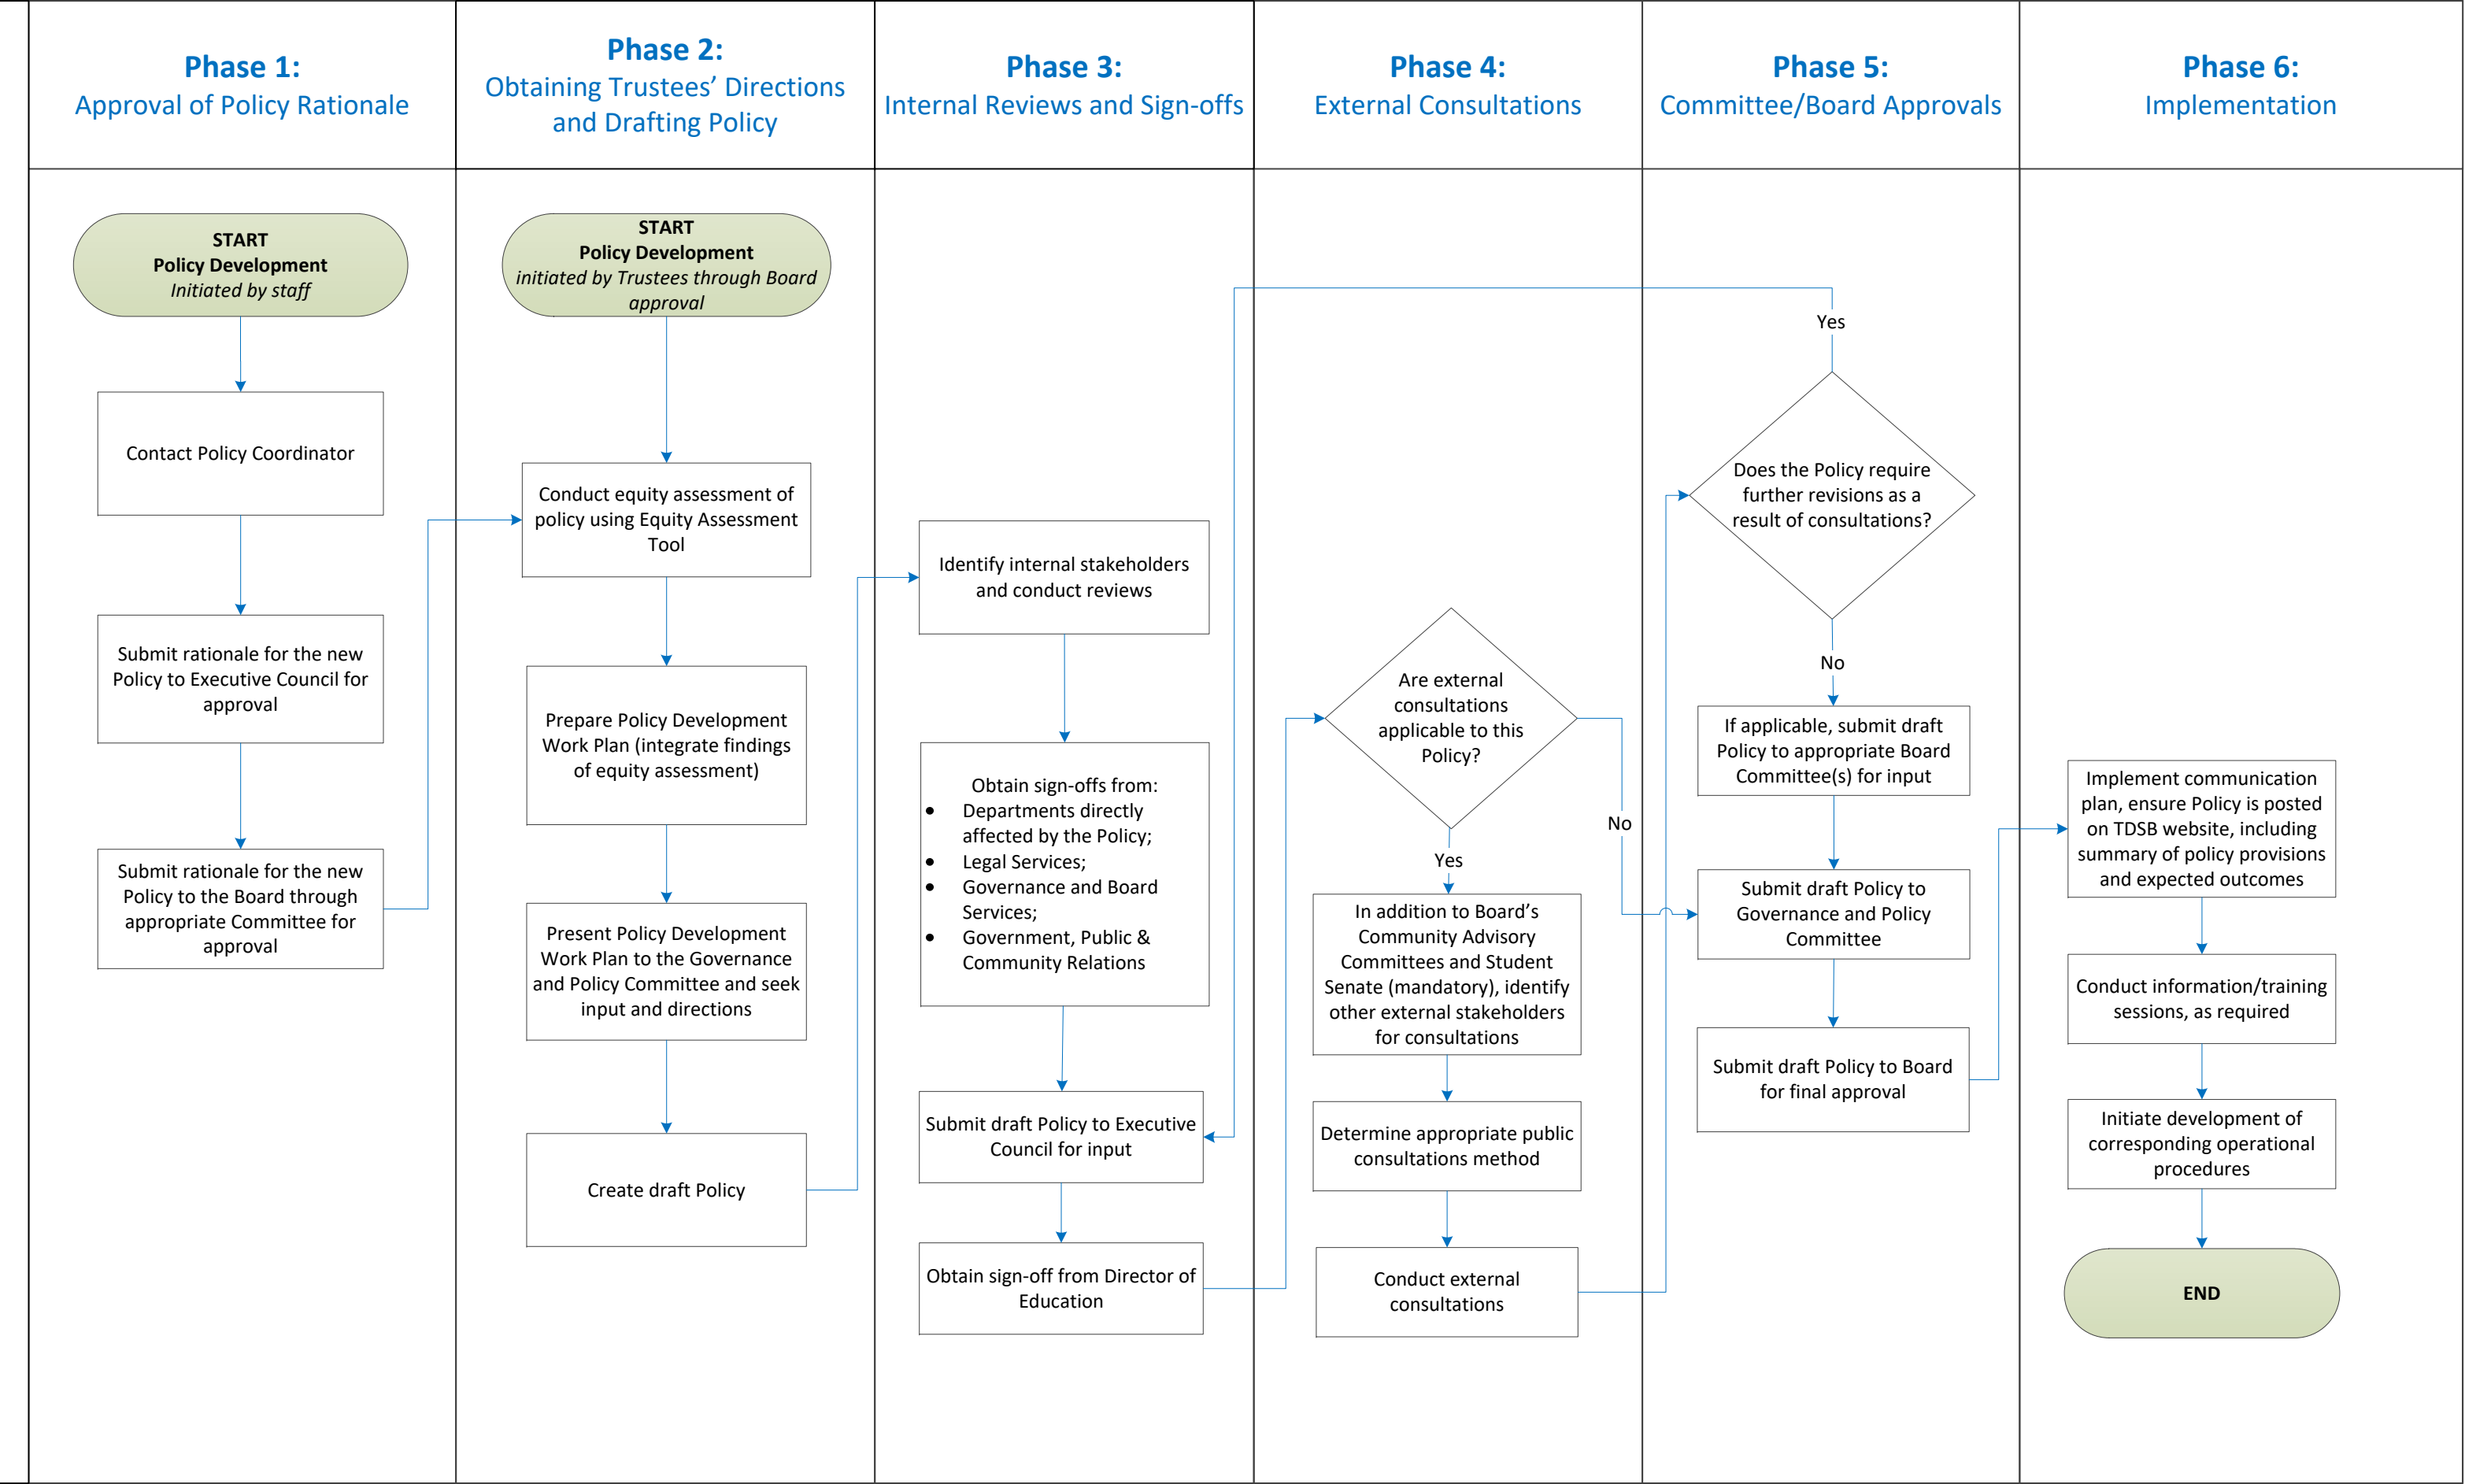 Phase 1:
Approval of Policy Rationale
Phase 2:
Obtaining Trustees’ Directions
and Drafting Policy
Phase 3:
Internal Reviews and Sign-offs
Phase 4:
External Consultations
Phase 5:
Committee/Board Approvals
Phase 6:
Implementation
START
Policy Development
Initiated by staff
Contact Policy Coordinator
Submit rationale for the new
Policy to Executive Council for
approval
Submit rationale for the new
Policy to the Board through
appropriate Committee for
approval
START
Policy Development
initiated by Trustees through Board
approval
Conduct equity assessment of
policy using Equity Assessment
Tool
Prepare Policy Development
Work Plan (integrate findings
of equity assessment)
Present Policy Development
Work Plan to the Governance
and Policy Committee and seek
input and directions
Create draft Policy
Identify internal stakeholders
and conduct reviews
Obtain sign-offs from:
• Departments directly
affected by the Policy;
• Legal Services;
• Governance and Board
Services;
• Government, Public &
Community Relations
Submit draft Policy to Executive
Council for input
Obtain sign-off from Director of
Education
Are external
consultations
applicable to this
Policy?
No
Yes
In addition to Board’s
Community Advisory
Committees and Student
Senate (mandatory), identify
other external stakeholders
for consultations
Determine appropriate public
consultations method
Conduct external
consultations
Yes
Does the Policy require
further revisions as a
result of consultations?
No
If applicable, submit draft
Policy to appropriate Board
Committee(s) for input
Submit draft Policy to
Governance and Policy
Committee
Submit draft Policy to Board
for final approval
Implement communication
plan, ensure Policy is posted
on TDSB website, including
summary of policy provisions
and expected outcomes
Conduct information/training
sessions, as required
Initiate development of
corresponding operational
procedures
END